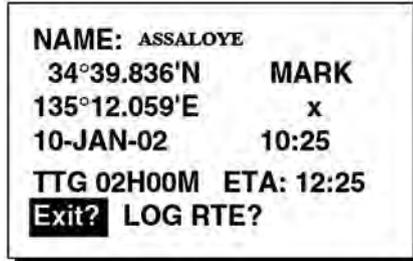 NAME: ASSALOYE
34°39.836'N MARK
135°12.059'E x
10-JAN-02 10:25
TTG 02H00M ETA: 12:25
Exit? LOG RTE?